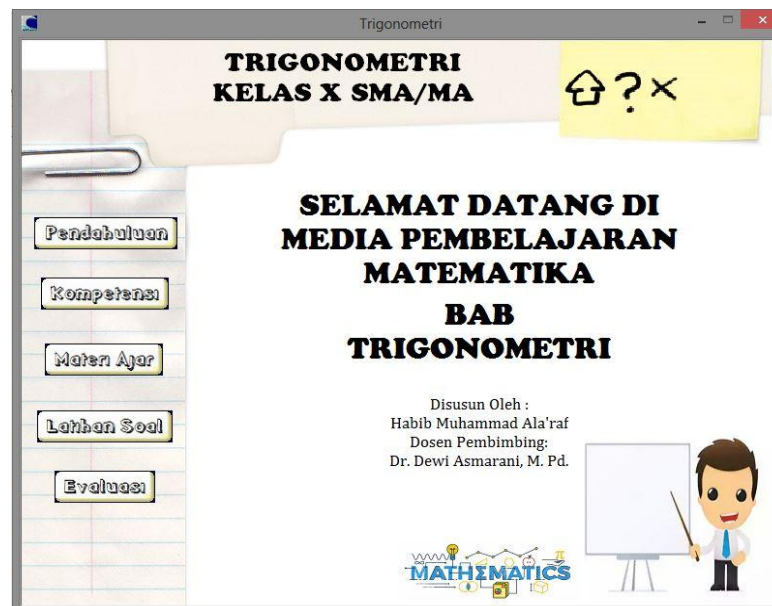 Trigonometri
TRIGONOMETRI
KELAS X SMA/MA
?
SELAMAT DATANG DI
MEDIA PEMBELAJARAN
MATEMATIKA
BAB
TRIGONOMETRI
Pendahuluan
Kompetensi
Materi Ajar
Latihan Soal
Evaluasi
Disusun Oleh :
Habib Muhammad Ala'raf
Dosen Pembimbing:
Dr. Dewi Asmarani, M. Pd.
MATHEMATICS